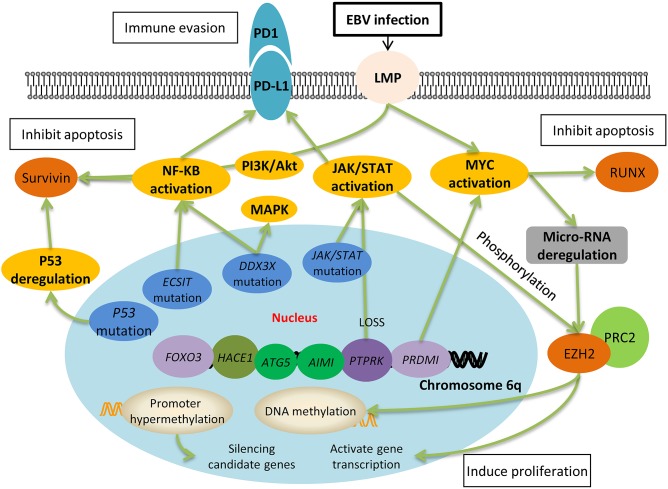 EBV infection
Immune evasion
PD1
PD-L1
LMP
Inhibit apoptosis
Inhibit apoptosis
Survivin
NF-KB
activation
PI3K/Akt
JAK/STAT
activation
MYC
activation
RUNX
MAPK
Micro-RNA
deregulation
Phosphorylation
P53
deregulation
ECSIT
mutation
DDX3X
mutation
JAK/STAT
mutation
P53
mutation
Nucleus
LOSS
PRC2
EZH2
FOXO3
HACE1
ATG5
AIMI
PTPRK
PRDMI
Chromosome 6q
Promoter
hypermethylation
DNA methylation
Silencing
candidate genes
Activate gene
transcription
Induce proliferation